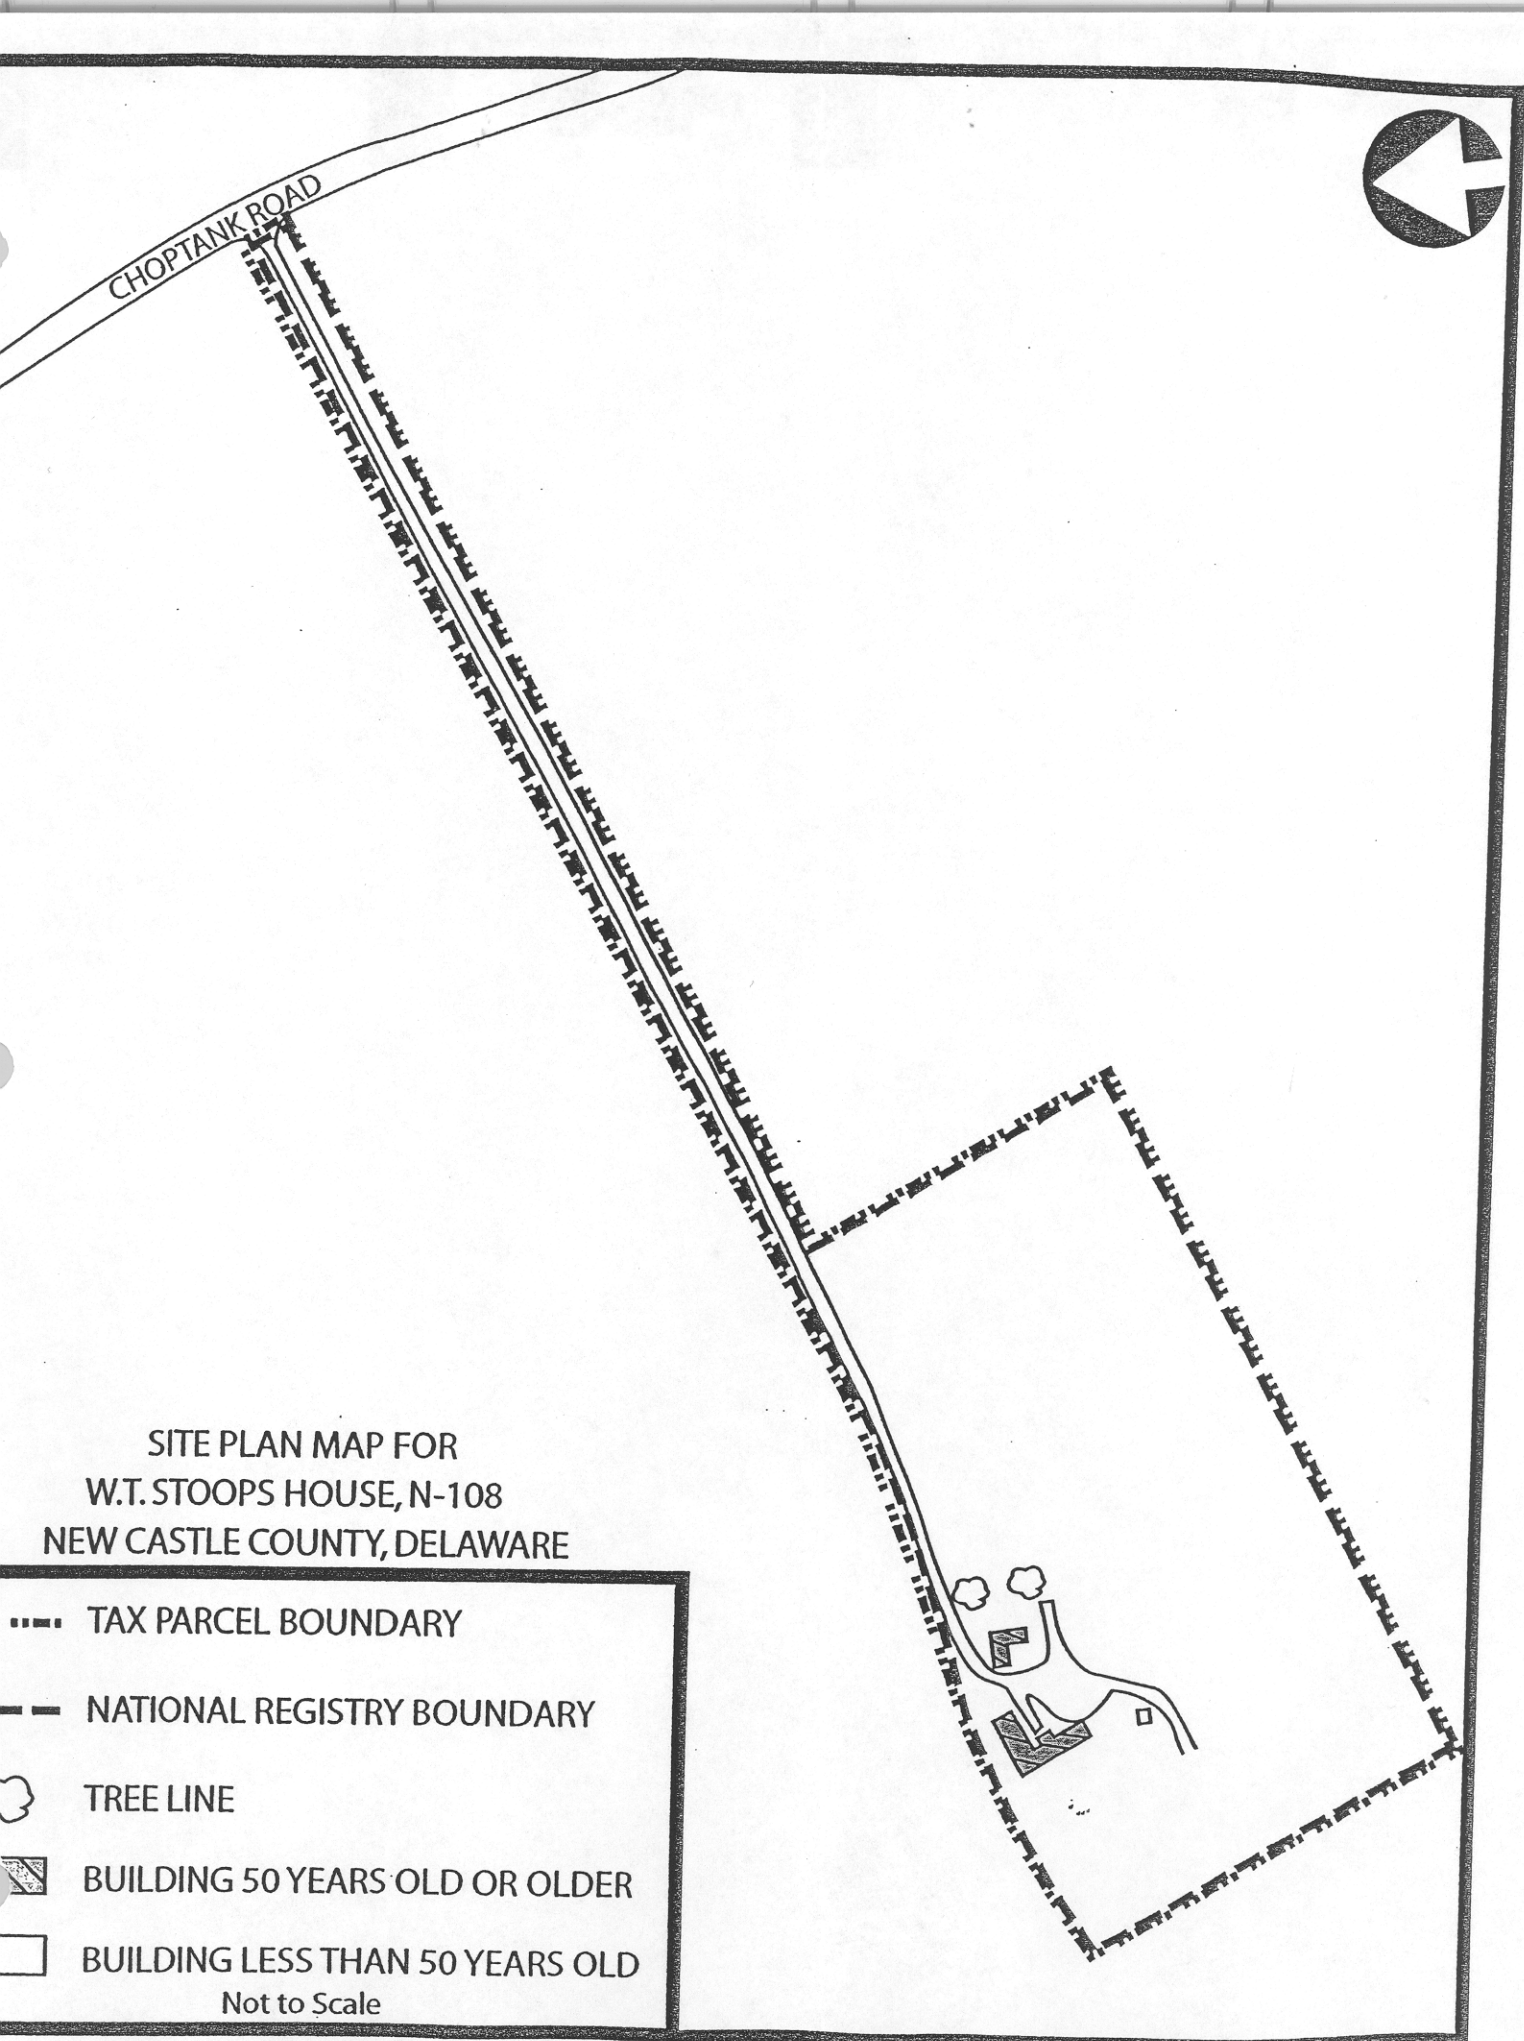 CHOPTANK ROAD
SITE PLAN MAP FOR
W.T. STOOPS HOUSE, N-108
NEW CASTLE COUNTY, DELAWARE
TAX PARCEL BOUNDARY
NATIONAL REGISTRY BOUNDARY
TREE LINE
BUILDING 50 YEARS OLD OR OLDER
BUILDING LESS THAN 50 YEARS OLD
Not to Scale